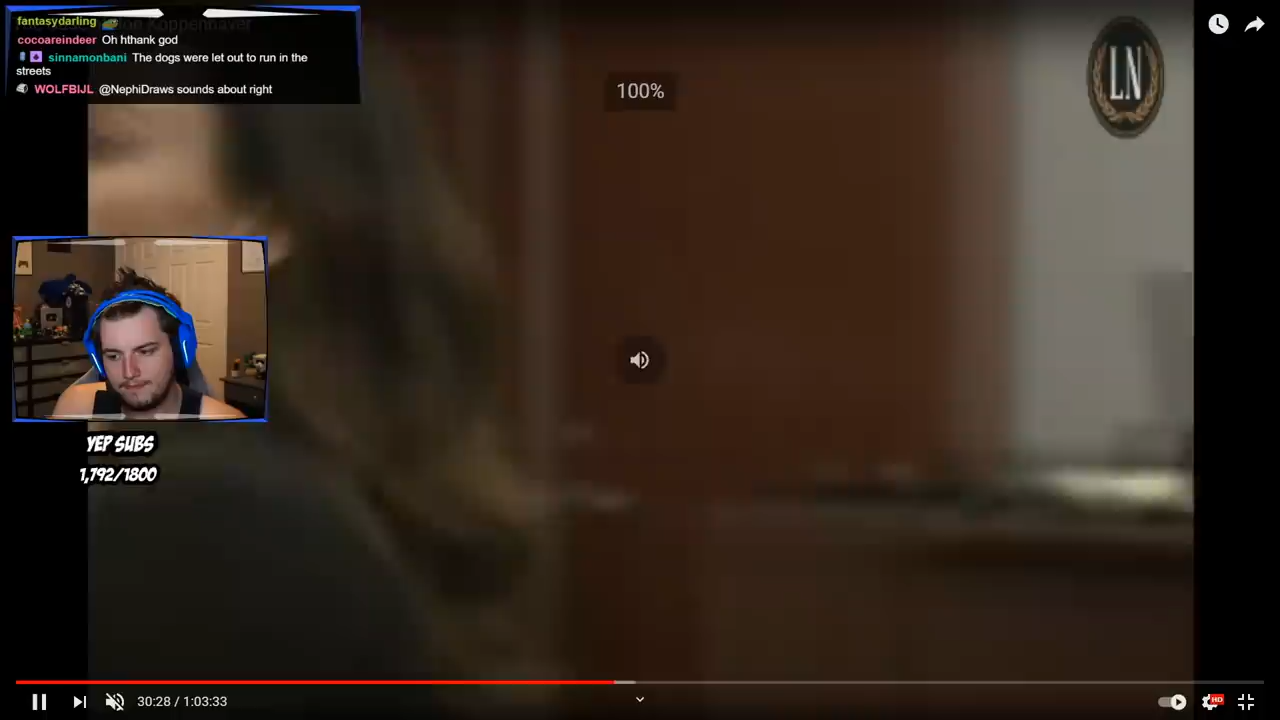 fantasydarling
cocoareindeer Oh hthank god
sinnamonbani The dogs were let out to run in the
streets
WOLFBIJL @NephiDraws sounds about right
100%
LN
YEP SUBS
1,792/1800
30:28 / 1:03:33
HD